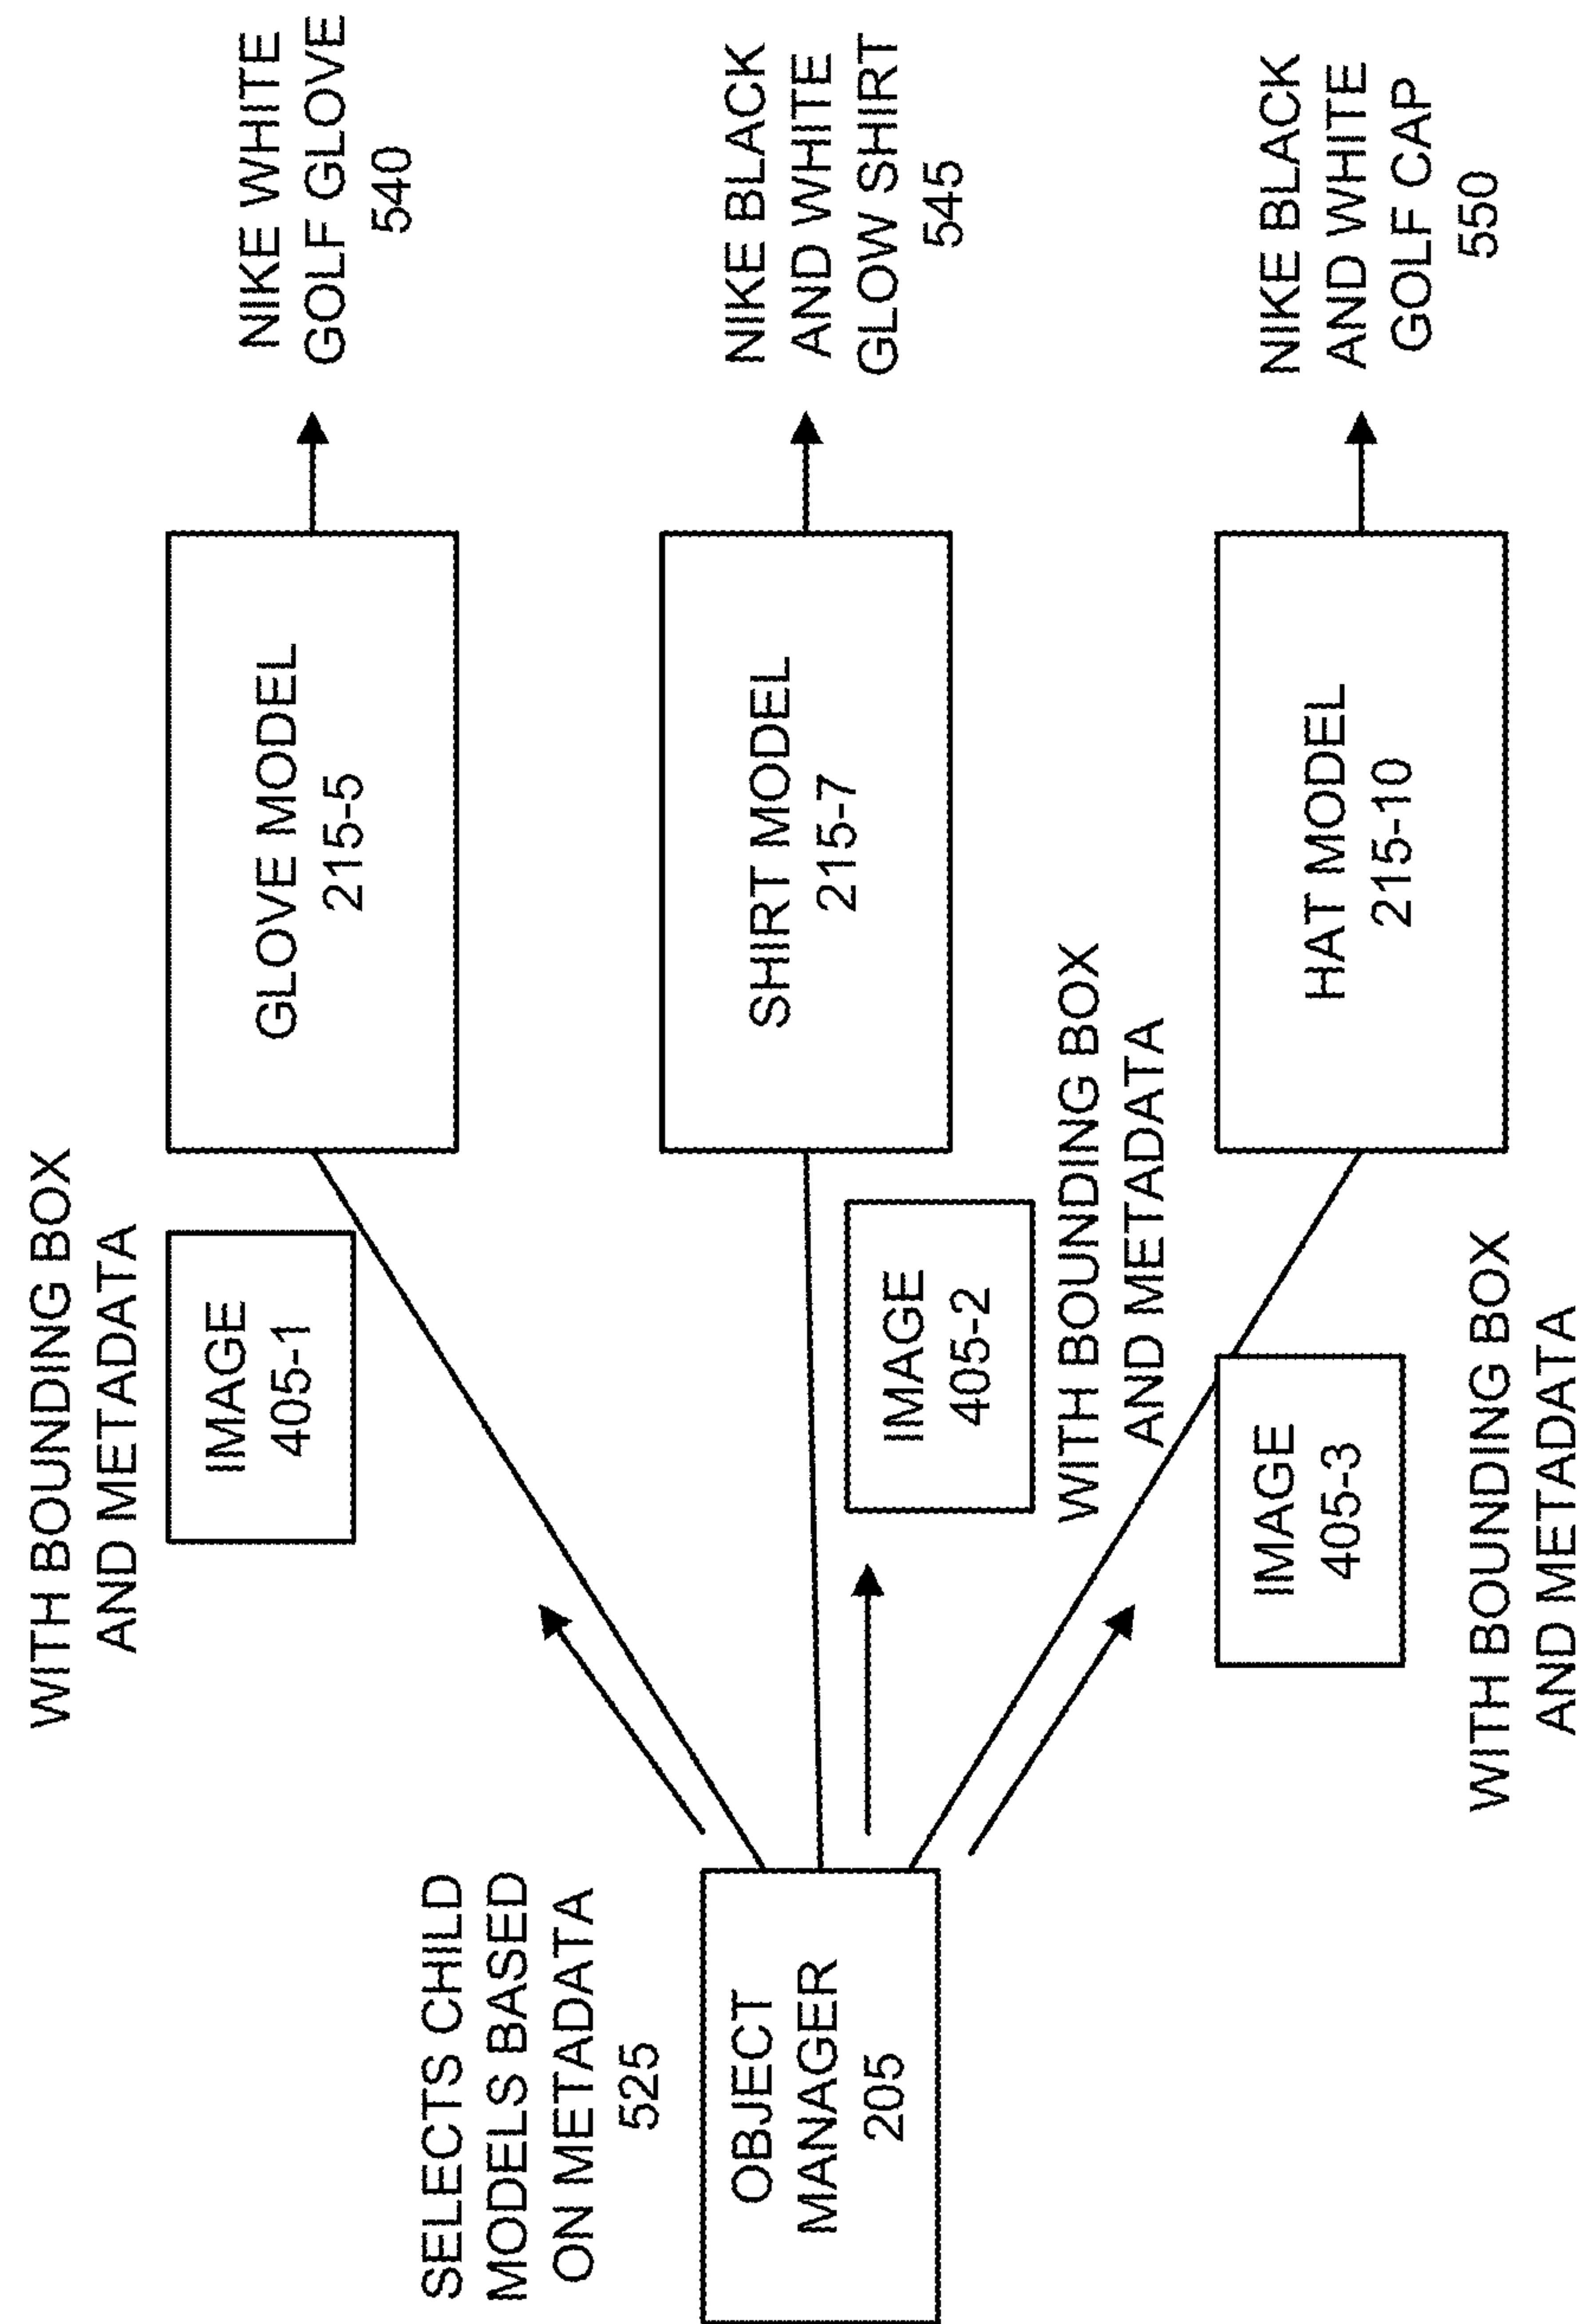 SELECTS CHILD
MODELS BASED
ON METADATA
525
OBJECT
MANAGER
205
WITH BOUNDING BOX
AND METADATA
IMAGE
405-1
GLOVE MODEL
215-5
NIKE WHITE
GOLF GLOVE
540
IMAGE
405-2
WITH BOUNDING BOX
AND METADATA
SHIRT MODEL
215-7
NIKE BLACK
AND WHITE
GLOW SHIRT
545
IMAGE
405-3
WITH BOUNDING BOX
AND METADATA
HAT MODEL
215-10
NIKE BLACK
AND WHITE
GOLF CAP
550